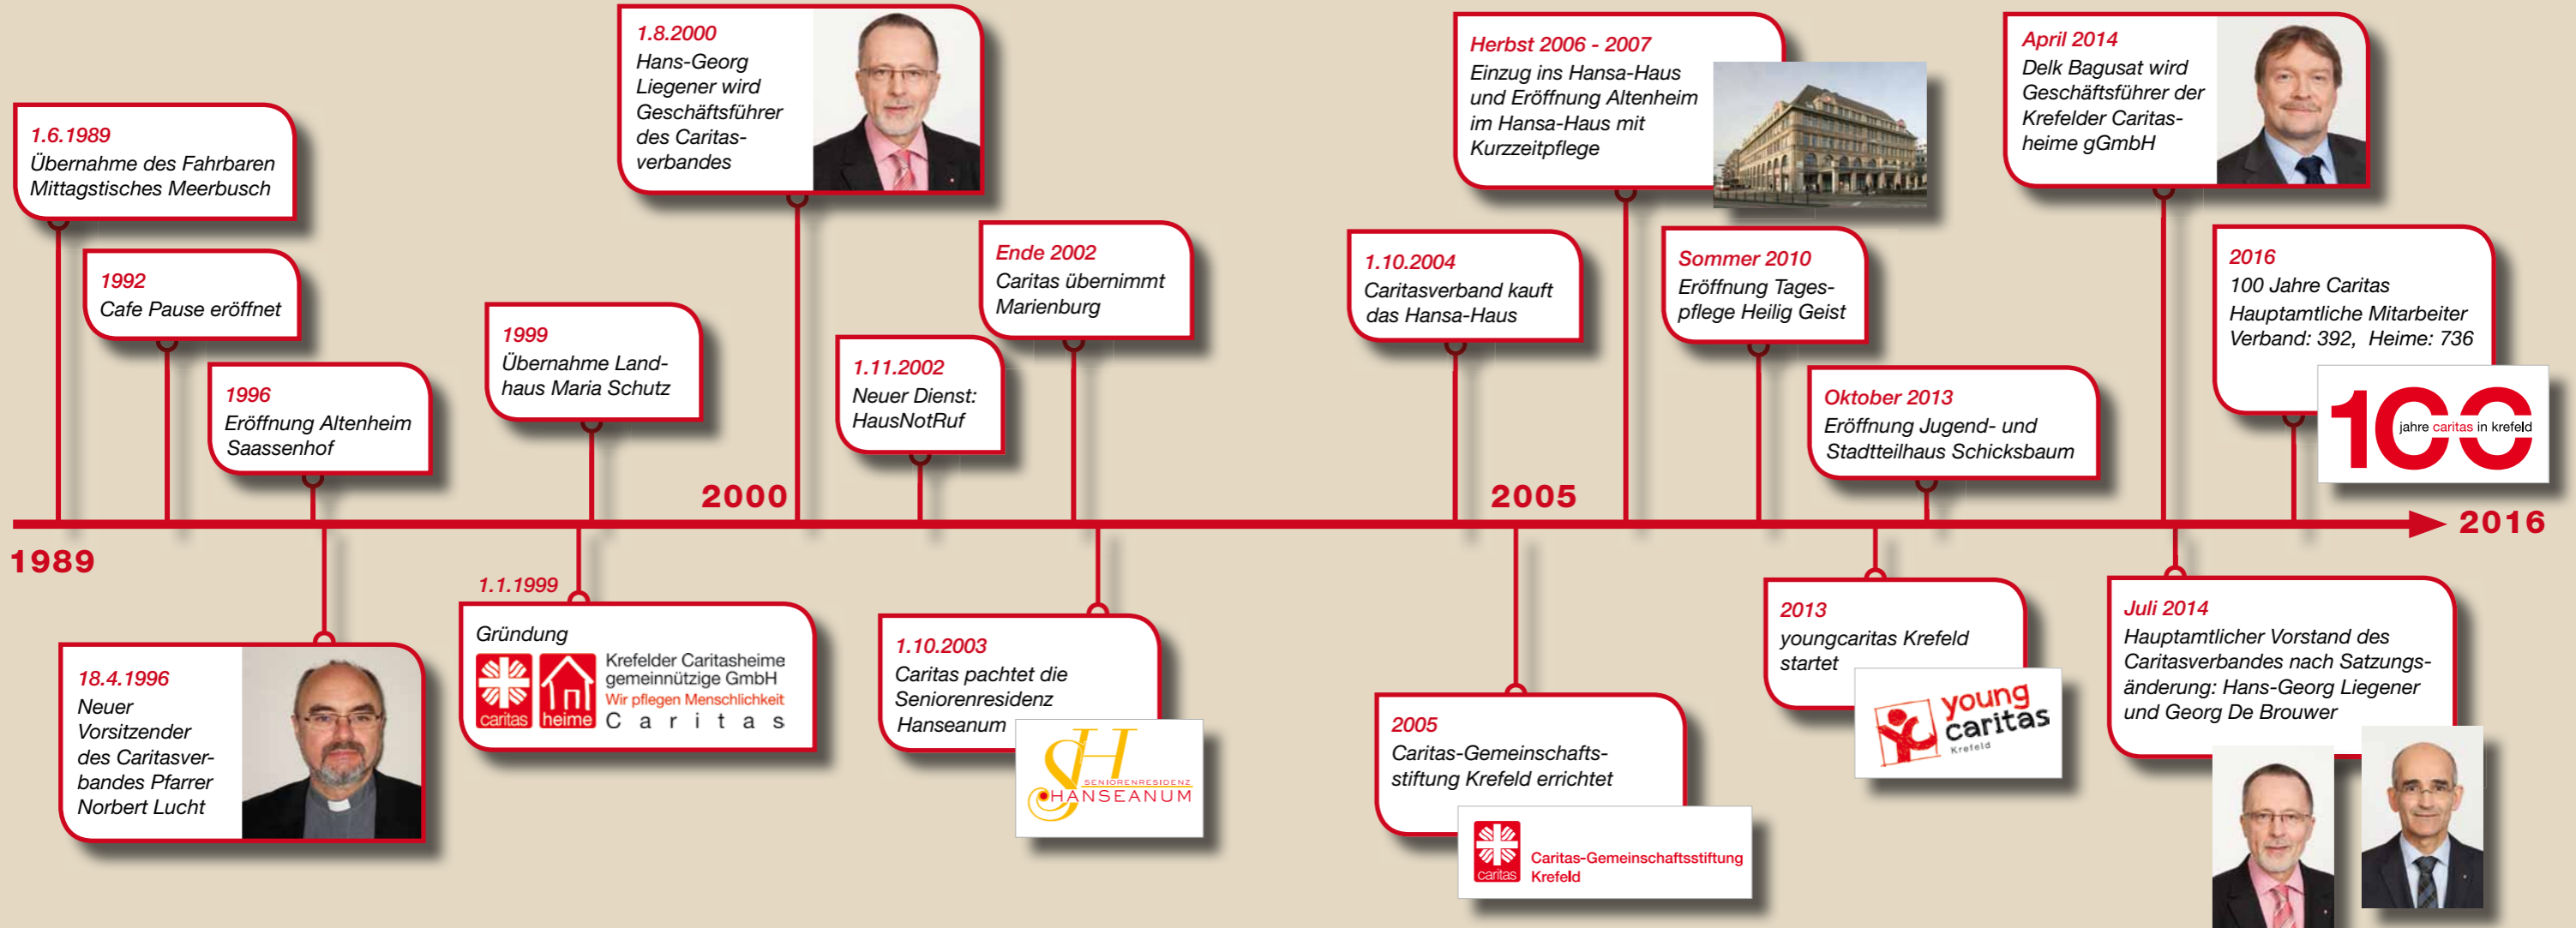 1.6.1989
Übernahme des Fahrbaren
Mittagstisches Meerbusch
1992
Cafe Pause eröffnet
1996
Eröffnung Altenheim
Saassenhof
1999
Übernahme Land-
haus Maria Schutz
1.8.2000
Hans-Georg
Liegener wird
Geschäftsführer
des Caritas-
verbandes
1.11.2002
Neuer Dienst:
HausNotRuf
Ende 2002
Caritas übernimmt
Marienburg
1.10.2004
Caritasverband kauft
das Hansa-Haus
Herbst 2006 - 2007
Einzug ins Hansa-Haus
und Eröffnung Altenheim
im Hansa-Haus mit
Kurzzeitpflege
Sommer 2010
Eröffnung Tages-
pflege Heilig Geist
Oktober 2013
Eröffnung Jugend- und
Stadtteilhaus Schicksbaum
April 2014
Delk Bagusat wird
Geschäftsführer der
Krefelder Caritas-
heime gGmbH
2016
100 Jahre Caritas
Hauptamtliche Mitarbeiter
Verband: 392, Heime: 736
100
jahre caritas in krefeld
1989
2000
2005
2016
18.4.1996
Neuer
Vorsitzender
des Caritasver-
bandes Pfarrer
Norbert Lucht
1.1.1999
Gründung
caritas heime
Krefelder Caritasheime
gemeinnützige GmbH
Wir pflegen Menschlichkeit
Caritas
1.10.2003
Caritas pachtet die
Seniorenresidenz
Hanseanum
SH
SENIORENRESIDENZ
HANSEANUM
2005
Caritas-Gemeinschafts-
stiftung Krefeld errichtet
caritas
Caritas-Gemeinschaftsstiftung
Krefeld
2013
youngcaritas Krefeld
startet
yc
young
caritas
Krefeld
Juli 2014
Hauptamtlicher Vorstand des
Caritasverbandes nach Satzungs-
änderung: Hans-Georg Liegener
und Georg De Brouwer